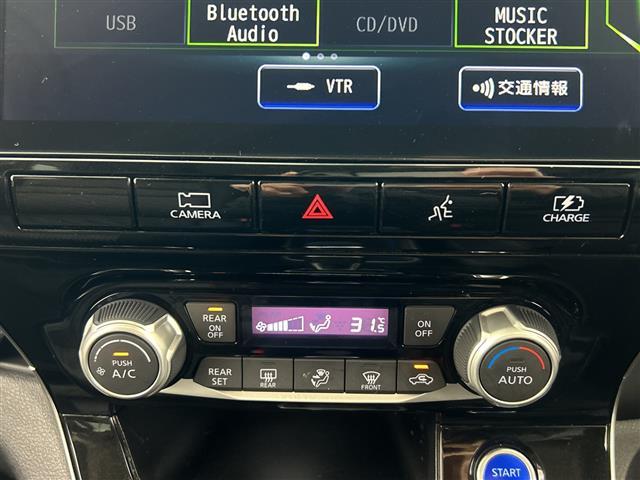 USB
Bluetooth
Audio
CD/DVD
MUSIC
STOCKER
VTR
交通情報
CAMERA
CHARGE
REAR
ON
OFF
31.5
°C
ON
OFF
PUSH
A/C
PUSH
AUTO
REAR
SET
REAR
FRONT
START